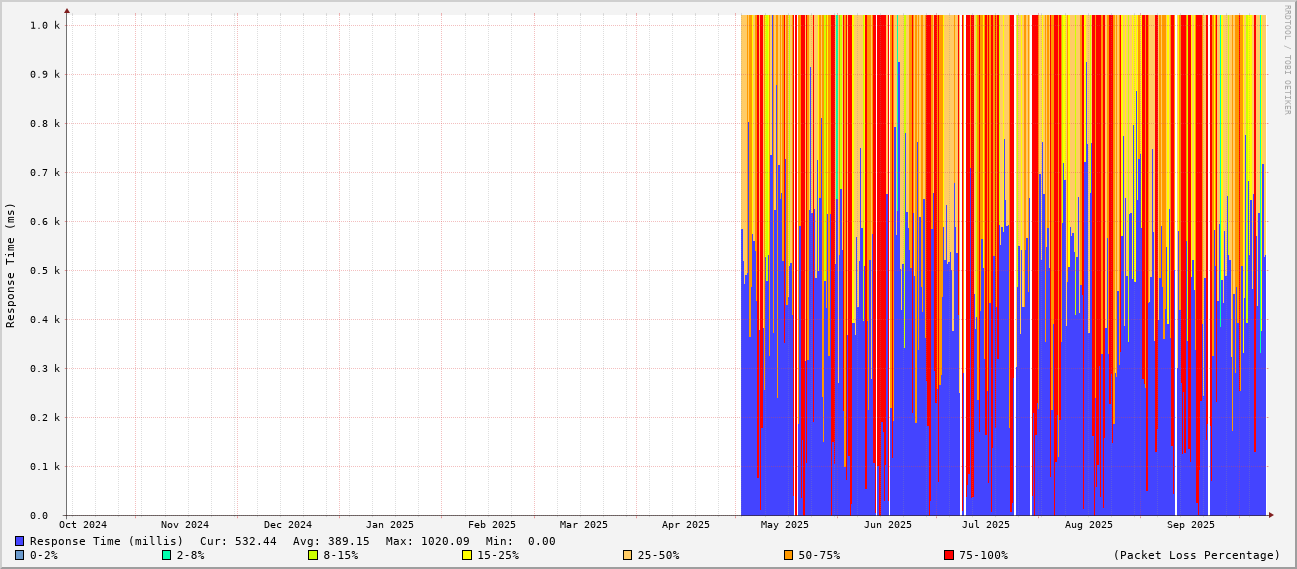 RRDTOOL / TOBI OETIKER
Response Time (ms)
1.0 k
0.9 k
0.8 k
0.7 k
0.6 k
0.5 k
0.4 k
0.3 k
0.2 k
0.1 k
0.0
Oct 2024 Nov 2024 Dec 2024 Jan 2025 Feb 2025 Mar 2025 Apr 2025 May 2025 Jun 2025 Jul 2025 Aug 2025 Sep 2025
Response Time (millis) Cur: 532.44 Avg: 389.15 Max: 1020.09 Min: 0.00
0-2% 2-8% 8-15% 15-25% 25-50% 50-75% 75-100% (Packet Loss Percentage)